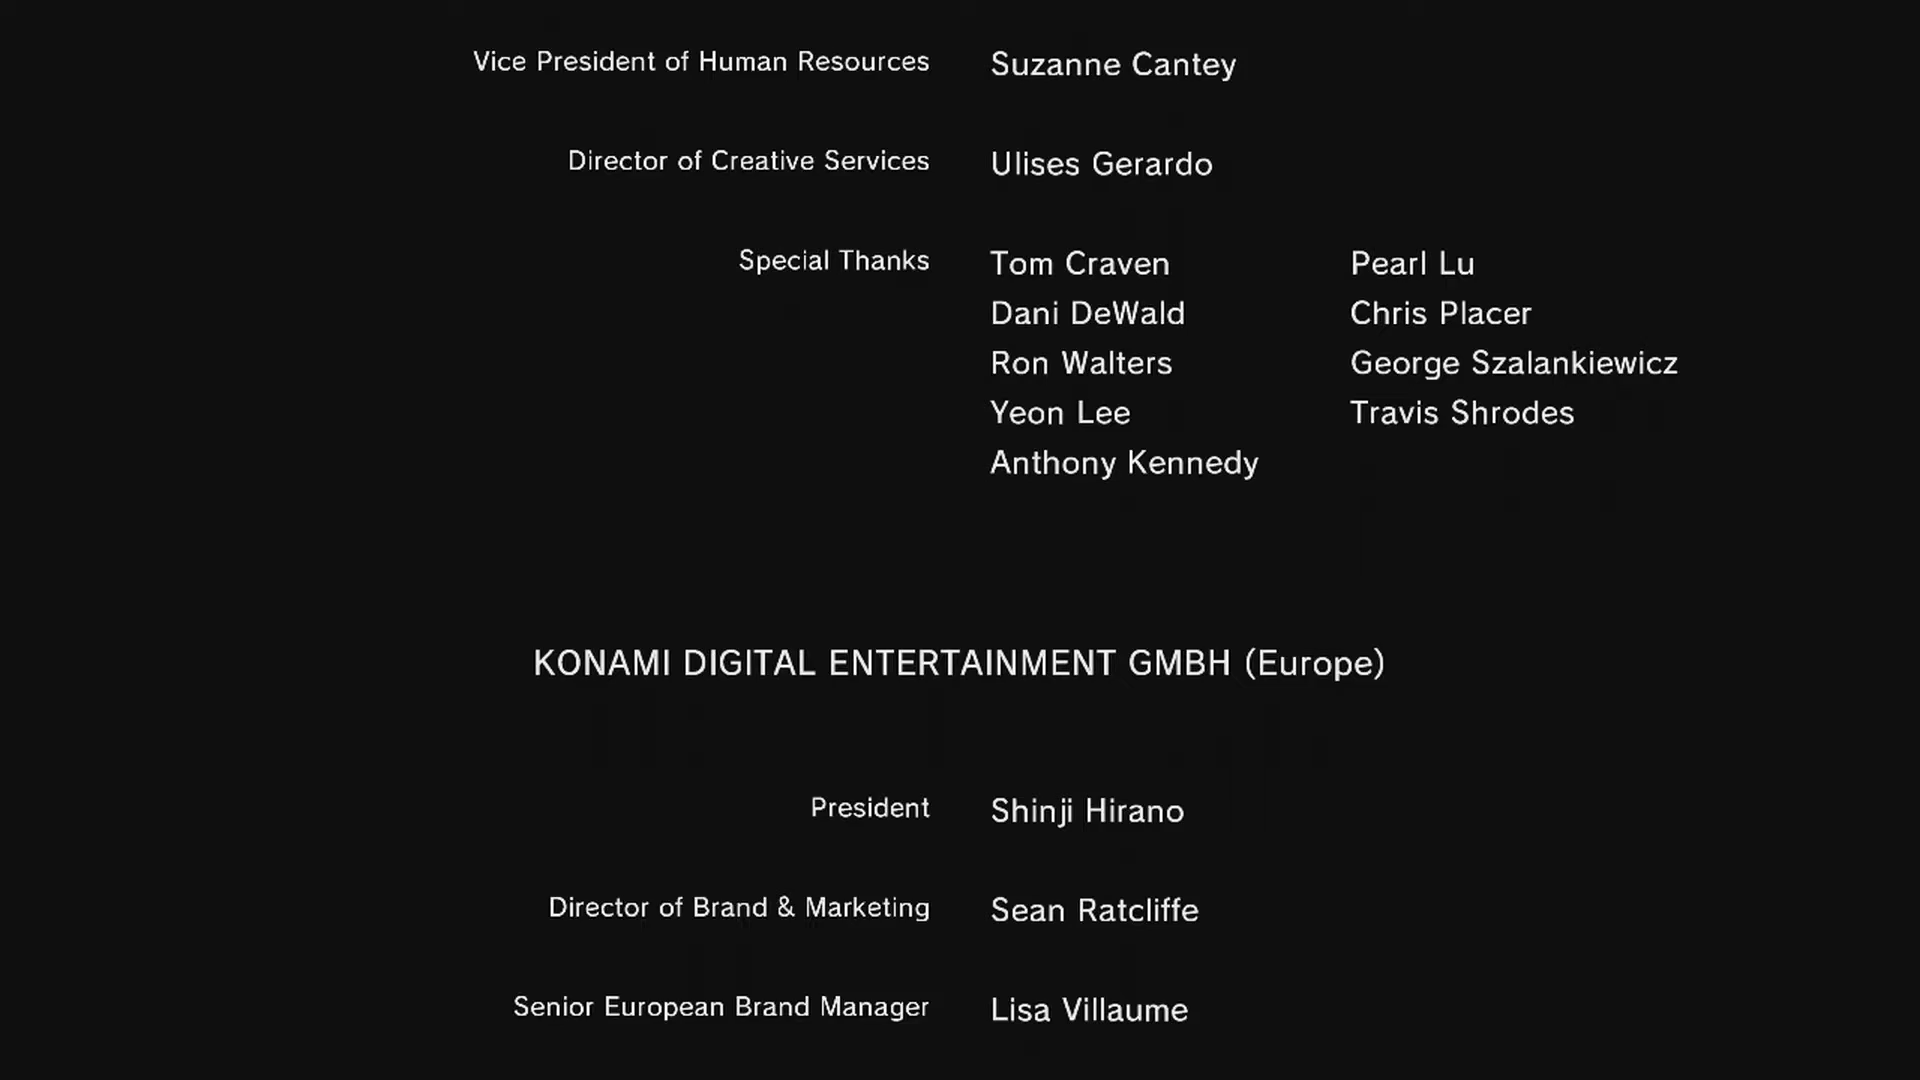 Vice President of Human Resources Suzanne Cantey
Director of Creative Services Ulises Gerardo
Special Thanks Tom Craven Pearl Lu
Dani DeWald Chris Placer
Ron Walters George Szalankiewicz
Yeon Lee Travis Shrodes
Anthony Kennedy
KONAMI DIGITAL ENTERTAINMENT GMBH (Europe)
President Shinji Hirano
Director of Brand & Marketing Sean Ratcliffe
Senior European Brand Manager Lisa Villaume